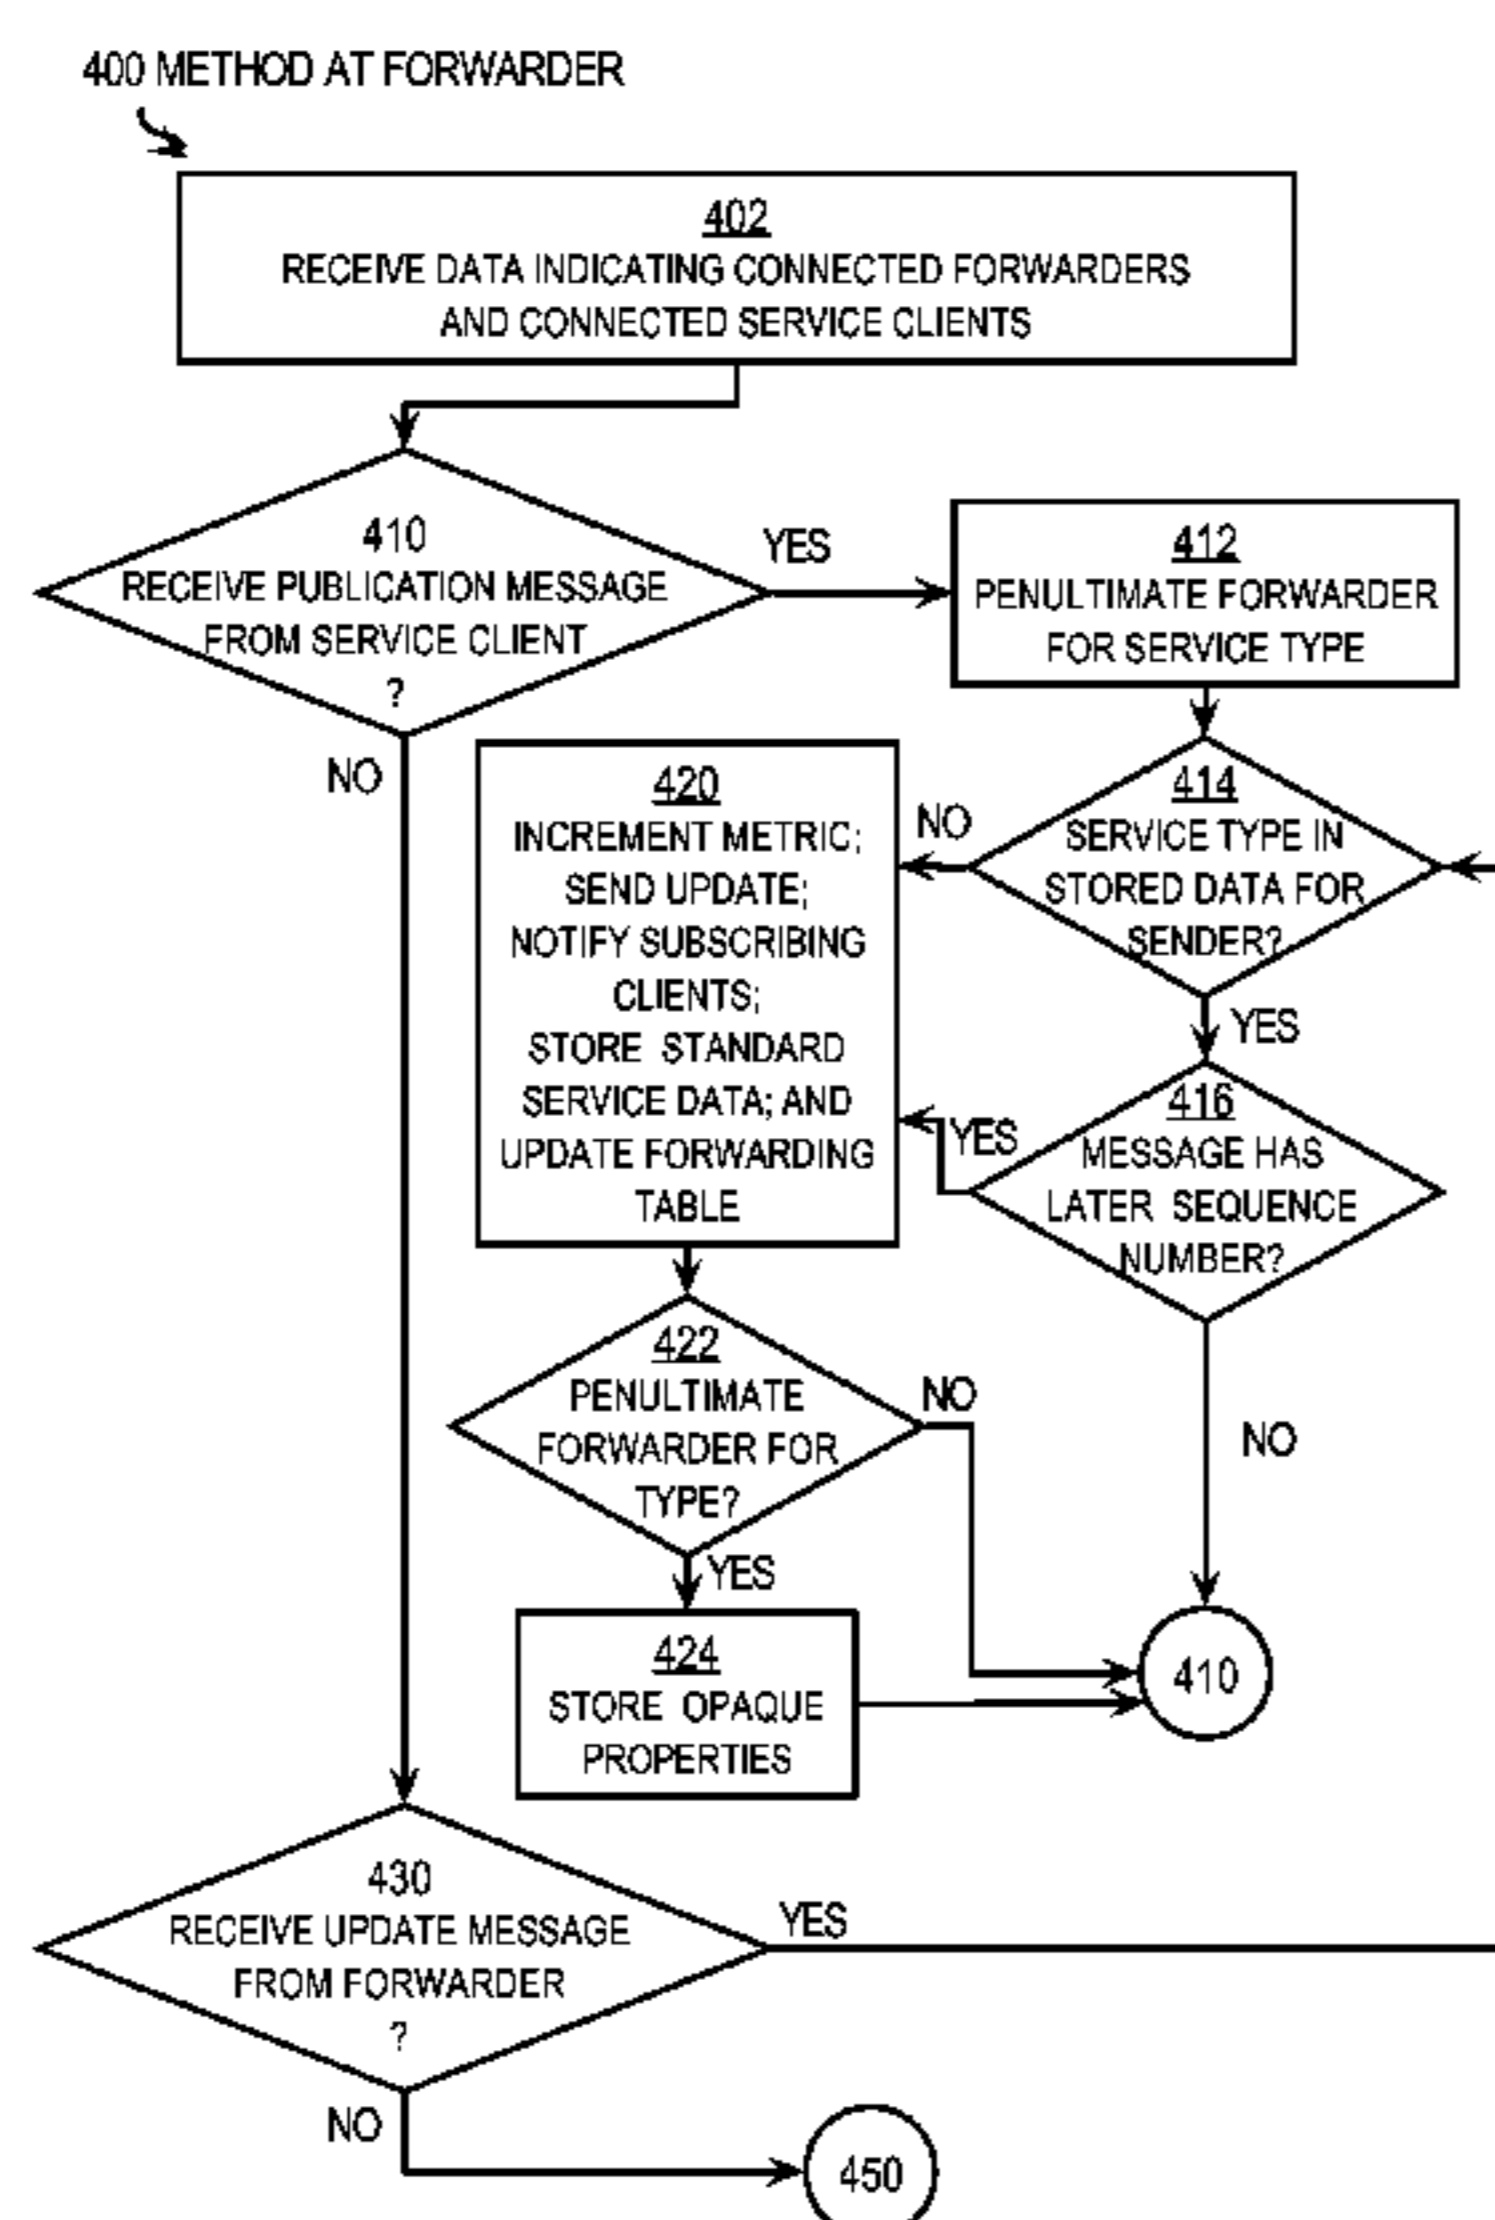 400 METHOD AT FORWARDER
402
RECEIVE DATA INDICATING CONNECTED FORWARDERS
AND CONNECTED SERVICE CLIENTS
410
RECEIVE PUBLICATION MESSAGE
FROM SERVICE CLIENT
?
YES
NO
412
PENULTIMATE FORWARDER
FOR SERVICE TYPE
414
SERVICE TYPE IN
STORED DATA FOR
SENDER?
NO
YES
416
MESSAGE HAS
LATER SEQUENCE
NUMBER?
YES
NO
420
INCREMENT METRIC;
SEND UPDATE;
NOTIFY SUBSCRIBING
CLIENTS;
STORE STANDARD
SERVICE DATA; AND
UPDATE FORWARDING
TABLE
422
PENULTIMATE
FORWARDER FOR
TYPE?
NO
YES
424
STORE OPAQUE
PROPERTIES
410
430
RECEIVE UPDATE MESSAGE
FROM FORWARDER
?
YES
NO
450